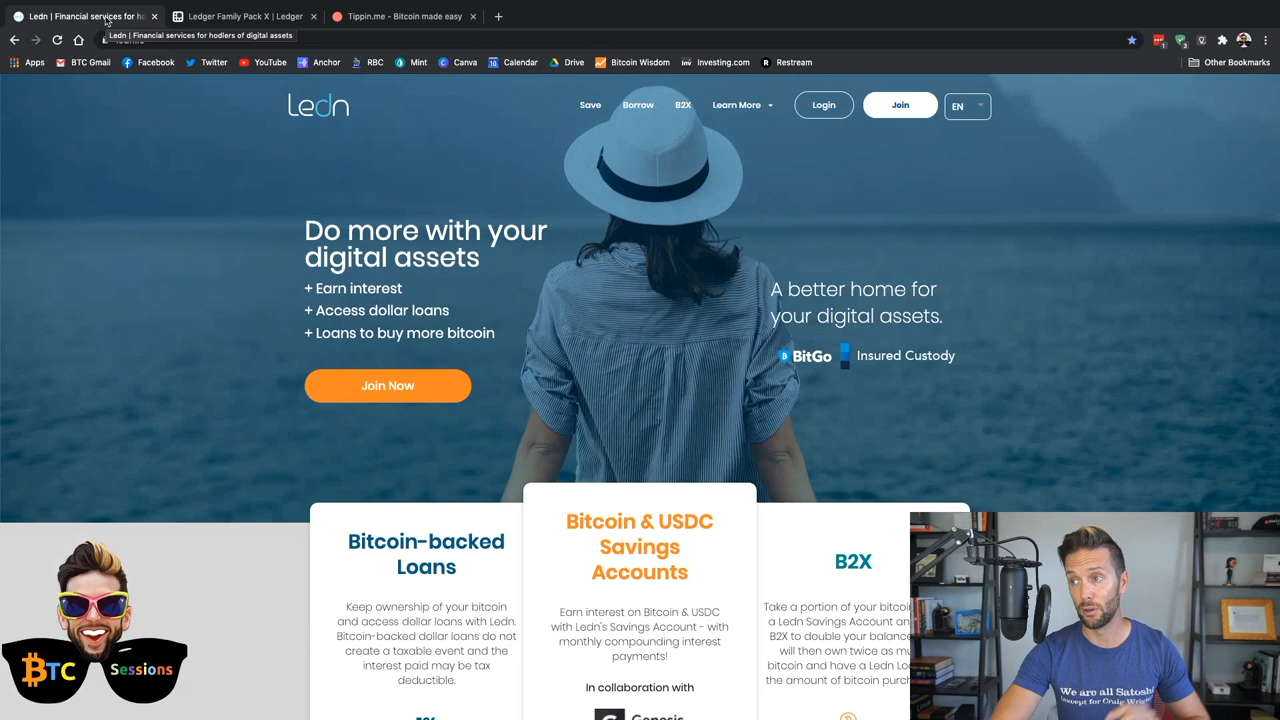 Ledn | Financial services for ho
Ledger Family Pack X | Ledger
Tippin.me - Bitcoin made easy
Ledn | Financial services for hodlers of digital assets
Apps
BTC Gmail
Facebook
Twitter
YouTube
Anchor
RBC
Mint
Canva
Calendar
Drive
Bitcoin Wisdom
Investing.com
Restream
Other Bookmarks
Ledn
Save
Borrow
B2X
Learn More
Login
Join
EN
Do more with your
digital assets
+ Earn interest
+ Access dollar loans
+ Loans to buy more bitcoin
Join Now
A better home for
your digital assets.
BitGo
Insured Custody
Bitcoin-backed
Loans
Keep ownership of your bitcoin
and access dollar loans with Ledn.
Bitcoin-backed dollar loans do not
create a taxable event and the
interest paid may be tax
deductible.
Bitcoin & USDC
Savings
Accounts
Earn interest on Bitcoin & USDC
with Ledn's Savings Account - with
monthly compounding interest
payments!
In collaboration with
Genesis
B2X
Take a portion of your bitcoin
a Ledn Savings Account an
B2X to double your balance
will then own twice as mu
bitcoin and have a Ledn Lo
the amount of bitcoin purch
BTC
Sessions
We are all Satoshi